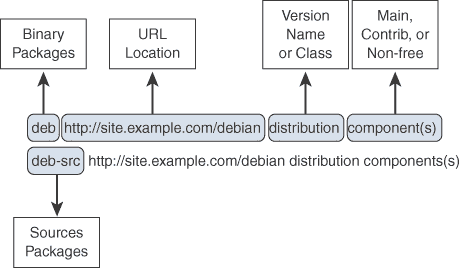 Binary
Packages
URL
Location
Version
Name
or Class
Main,
Contrib, or
Non-free
deb http://site.example.com/debian distribution component(s)
deb-src http://site.example.com/debian distribution components(s)
Sources
Packages